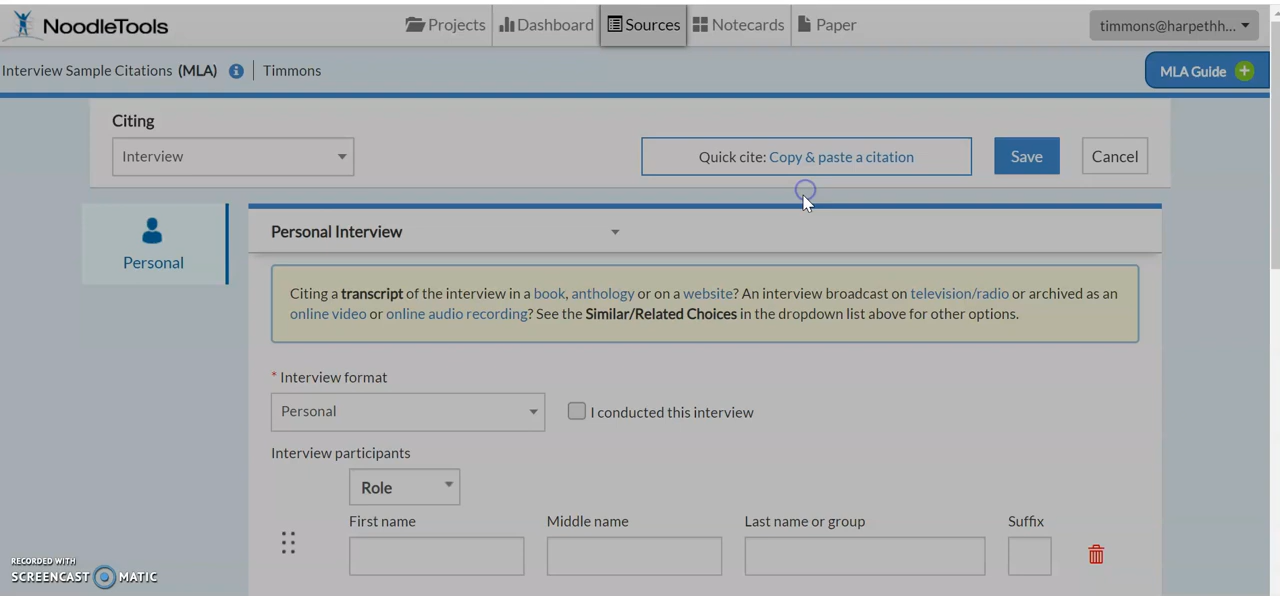 NoodleTools Projects Dashboard Sources Notecards Paper timmons@harpethh...
Interview Sample Citations (MLA) Timmons MLA Guide
Citing
Interview Quick cite: Copy & paste a citation Save Cancel
Personal
Personal Interview
Citing a transcript of the interview in a book, anthology or on a website? An interview broadcast on television/radio or archived as an
online video or online audio recording? See the Similar/Related Choices in the dropdown list above for other options.
* Interview format
Personal I conducted this interview
Interview participants
Role
First name Middle name Last name or group Suffix
RECORDED WITH
SCREENCAST MATIC